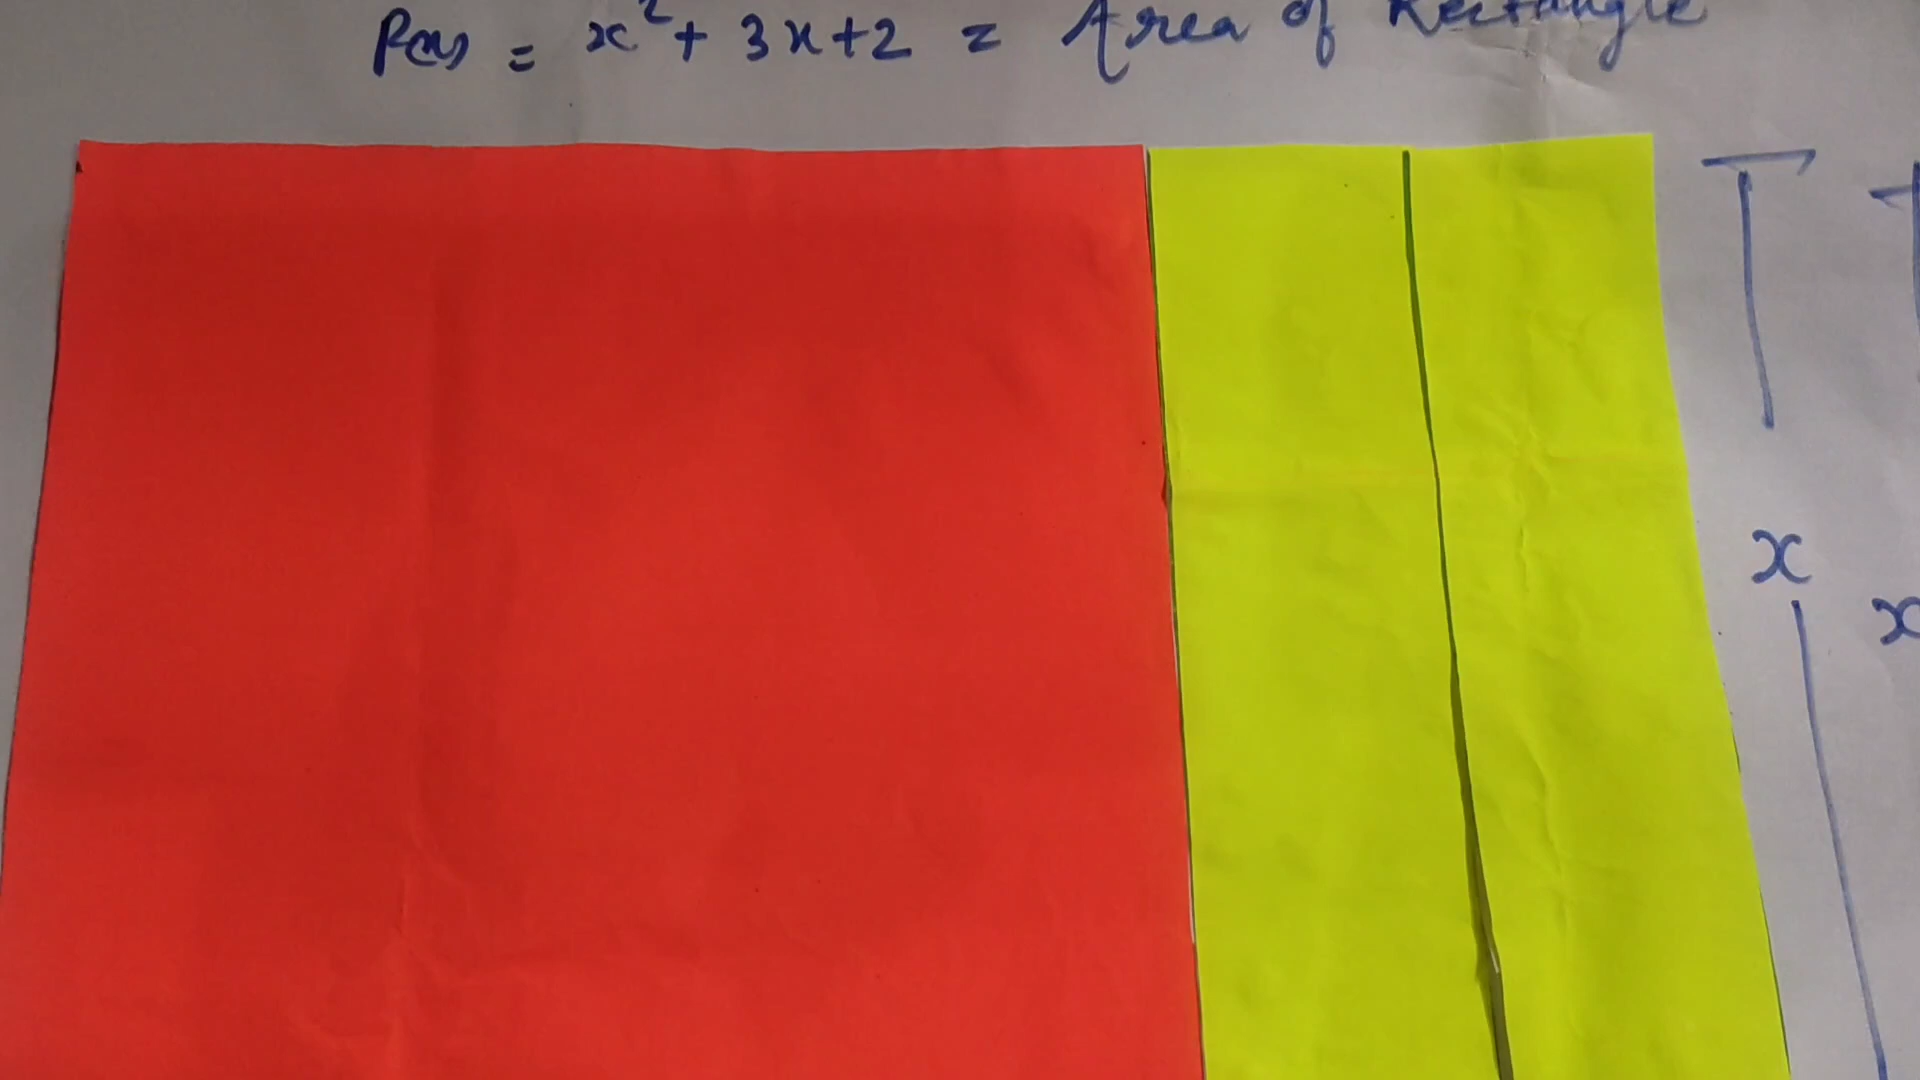 P(x) = x² + 3x + 2 = Area of Rectangle
x
x